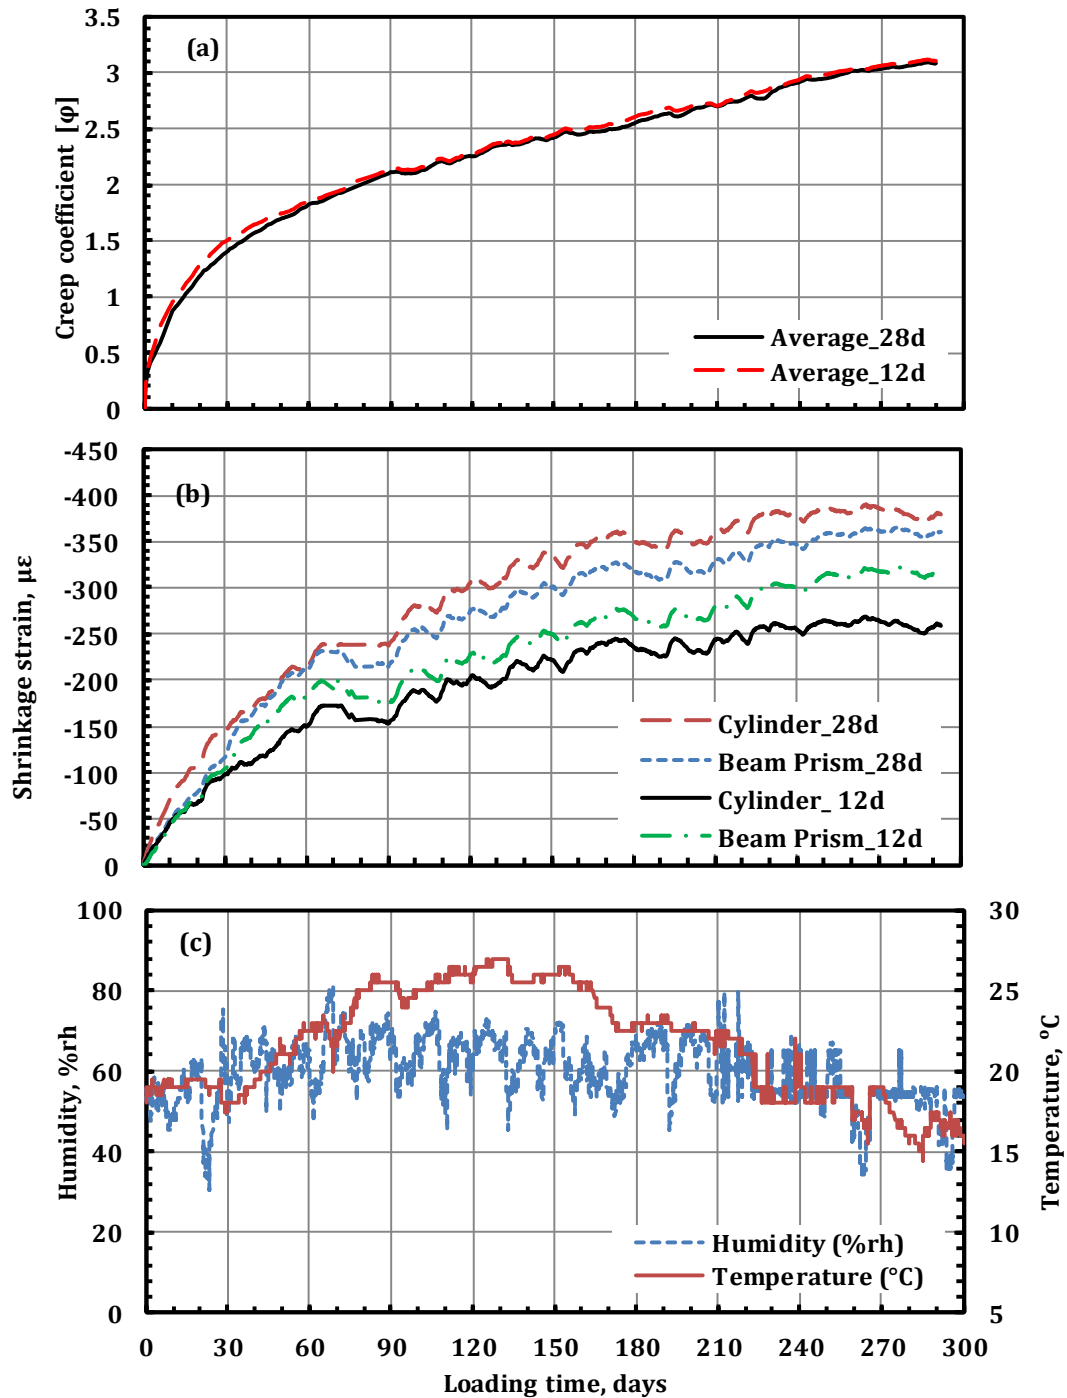 3.5
(a)
3
2.5
2
1.5
1
0.5
0
Creep coefficient [φ]
Average_28d
Average_12d
-450
(b)
-400
-350
-300
-250
-200
-150
-100
-50
0
Shrinkage strain, με
Cylinder_28d
Beam Prism_28d
Cylinder_ 12d
Beam Prism_12d
100
30
(c)
80
25
60
20
40
15
20
10
0
5
Humidity, %rh
Temperature, ⁰C
Humidity (%rh)
Temperature (°C)
0 30 60 90 120 150 180 210 240 270 300
Loading time, days